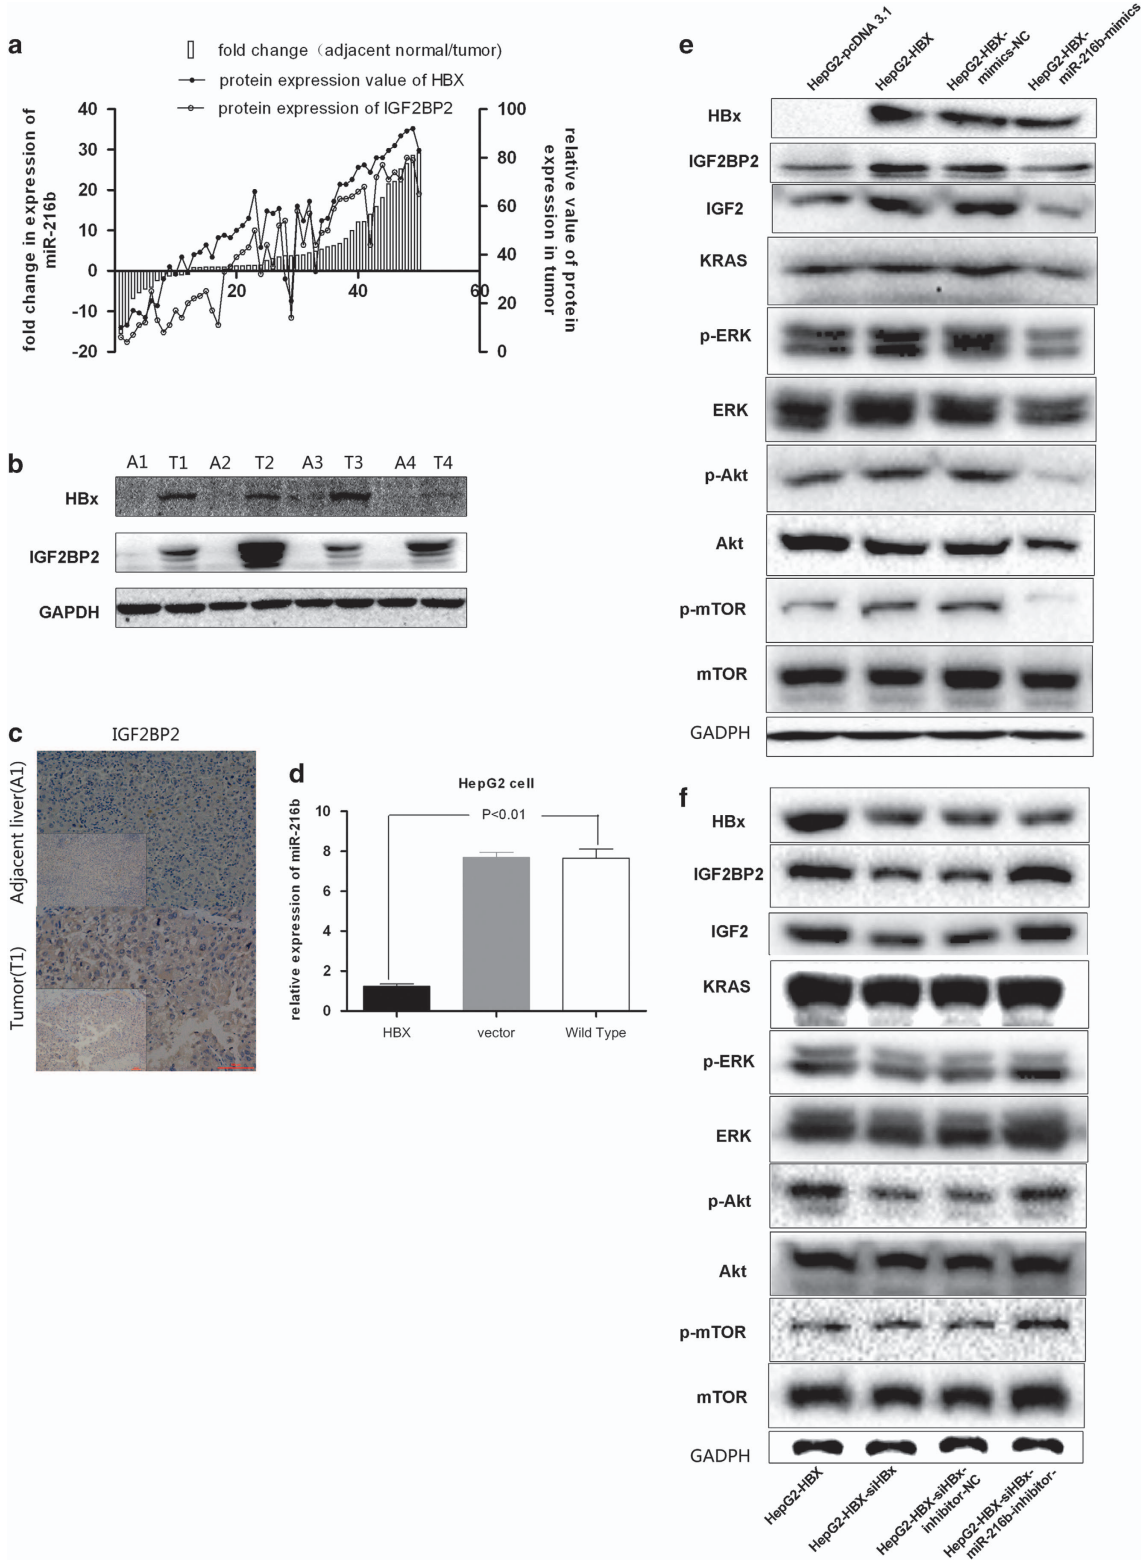 a
fold change（adjacent normal/tumor)
protein expression value of HBX
protein expression of IGF2BP2
fold change in expression of
miR-216b
40
30
20
10
0
-10
-20
20
40
60
100
80
60
40
20
0
relative value of protein
expression in tumor
b
A1 T1 A2 T2 A3 T3 A4 T4
HBx
IGF2BP2
GAPDH
c
IGF2BP2
Adjacent liver(A1)
Tumor(T1)
d
HepG2 cell
P<0.01
relative expression of miR-216b
10
8
6
4
2
0
HBX vector Wild Type
e
HepG2-pcDNA 3.1
HepG2-HBX
HepG2-HBX-
mimics-NC
HepG2-HBX-
miR-216b-mimics
HBx
IGF2BP2
IGF2
KRAS
p-ERK
ERK
p-Akt
Akt
p-mTOR
mTOR
GADPH
f
HBx
IGF2BP2
IGF2
KRAS
p-ERK
ERK
p-Akt
Akt
p-mTOR
mTOR
GADPH
HepG2-HBX
HepG2-HBX-siHBx
HepG2-HBX-siHBx-
inhibitor-NC
HepG2-HBX-siHBx-
miR-216b-inhibitor-